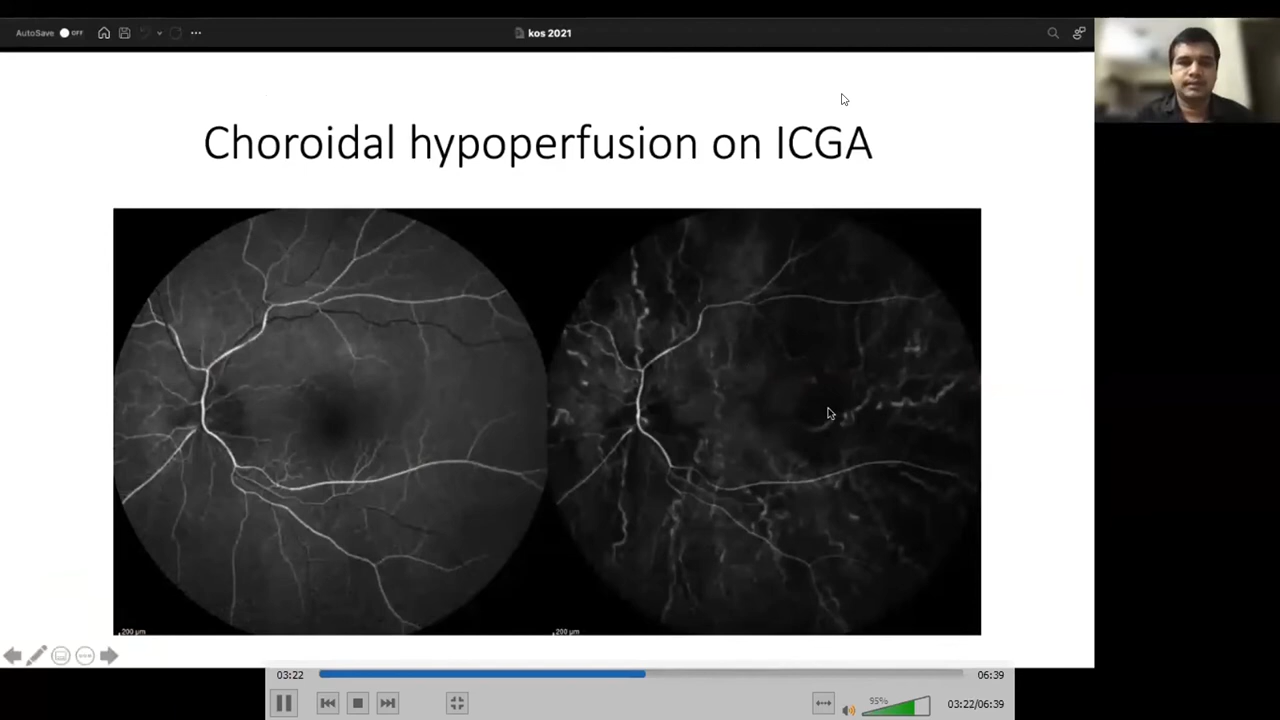 AutoSave OFF
kos 2021
Choroidal hypoperfusion on ICGA
200 µm
200 µm
03:22
06:39
95%
03:22/06:39